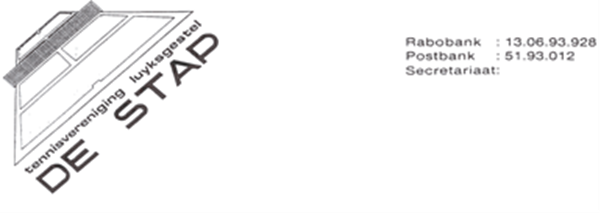 tennisvereniging luyksgestel
DE STAP
Rabobank : 13.06.93.928
Postbank : 51.93.012
Secretariaat: